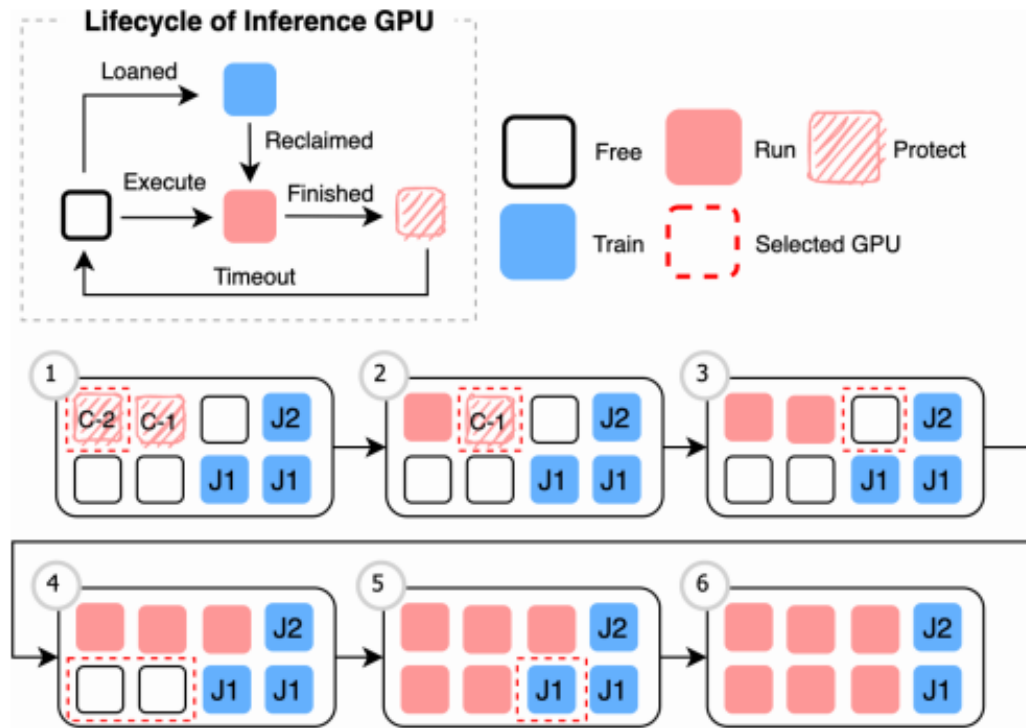 Lifecycle of Inference GPU
Loaned
Reclaimed
Execute
Finished
Timeout
Free
Run
Protect
Train
Selected GPU
1
C-2
C-1
J2
J1
J1
2
C-1
J2
J1
J1
3
J2
J1
J1
4
J2
J1
J1
5
J2
J1
J1
6
J2
J1